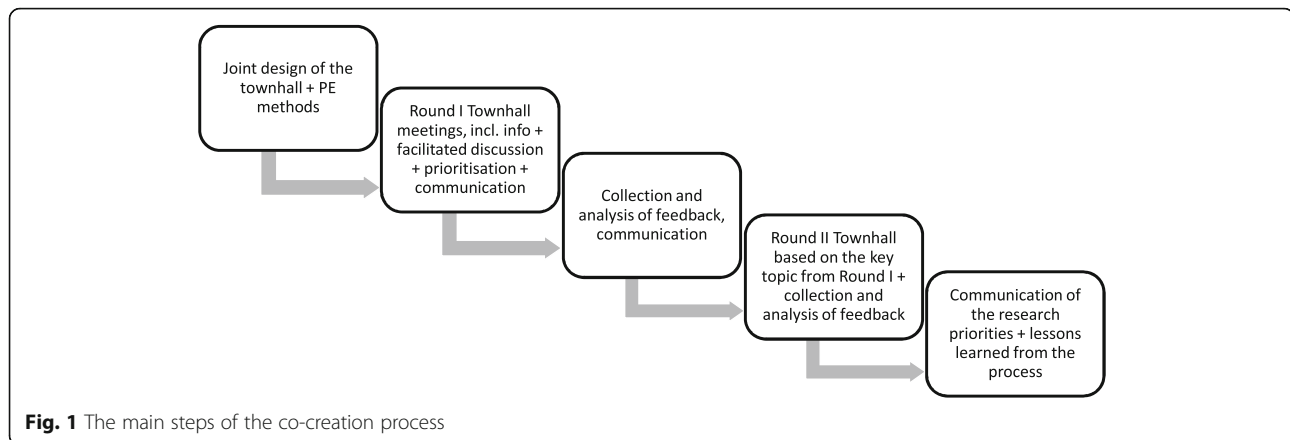 Joint design of the
townhall + PE
methods
Round I Townhall
meetings, incl. info +
facilitated discussion
+ prioritisation +
communication
Collection and
analysis of feedback,
communication
Round II Townhall
based on the key
topic from Round I +
collection and
analysis of feedback
Communication of
the research
priorities + lessons
learned from the
process
Fig. 1 The main steps of the co-creation process